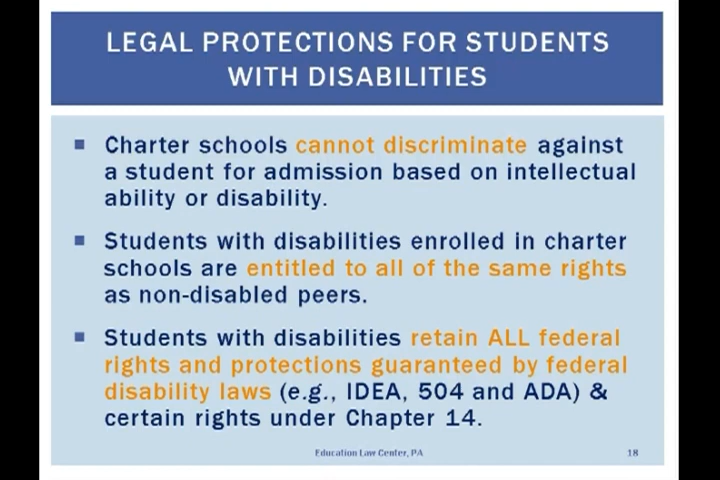 LEGAL PROTECTIONS FOR STUDENTS
WITH DISABILITIES
▪ Charter schools cannot discriminate against
a student for admission based on intellectual
ability or disability.
▪ Students with disabilities enrolled in charter
schools are entitled to all of the same rights
as non-disabled peers.
▪ Students with disabilities retain ALL federal
rights and protections guaranteed by federal
disability laws (e.g., IDEA, 504 and ADA) &
certain rights under Chapter 14.
Education Law Center, PA 18